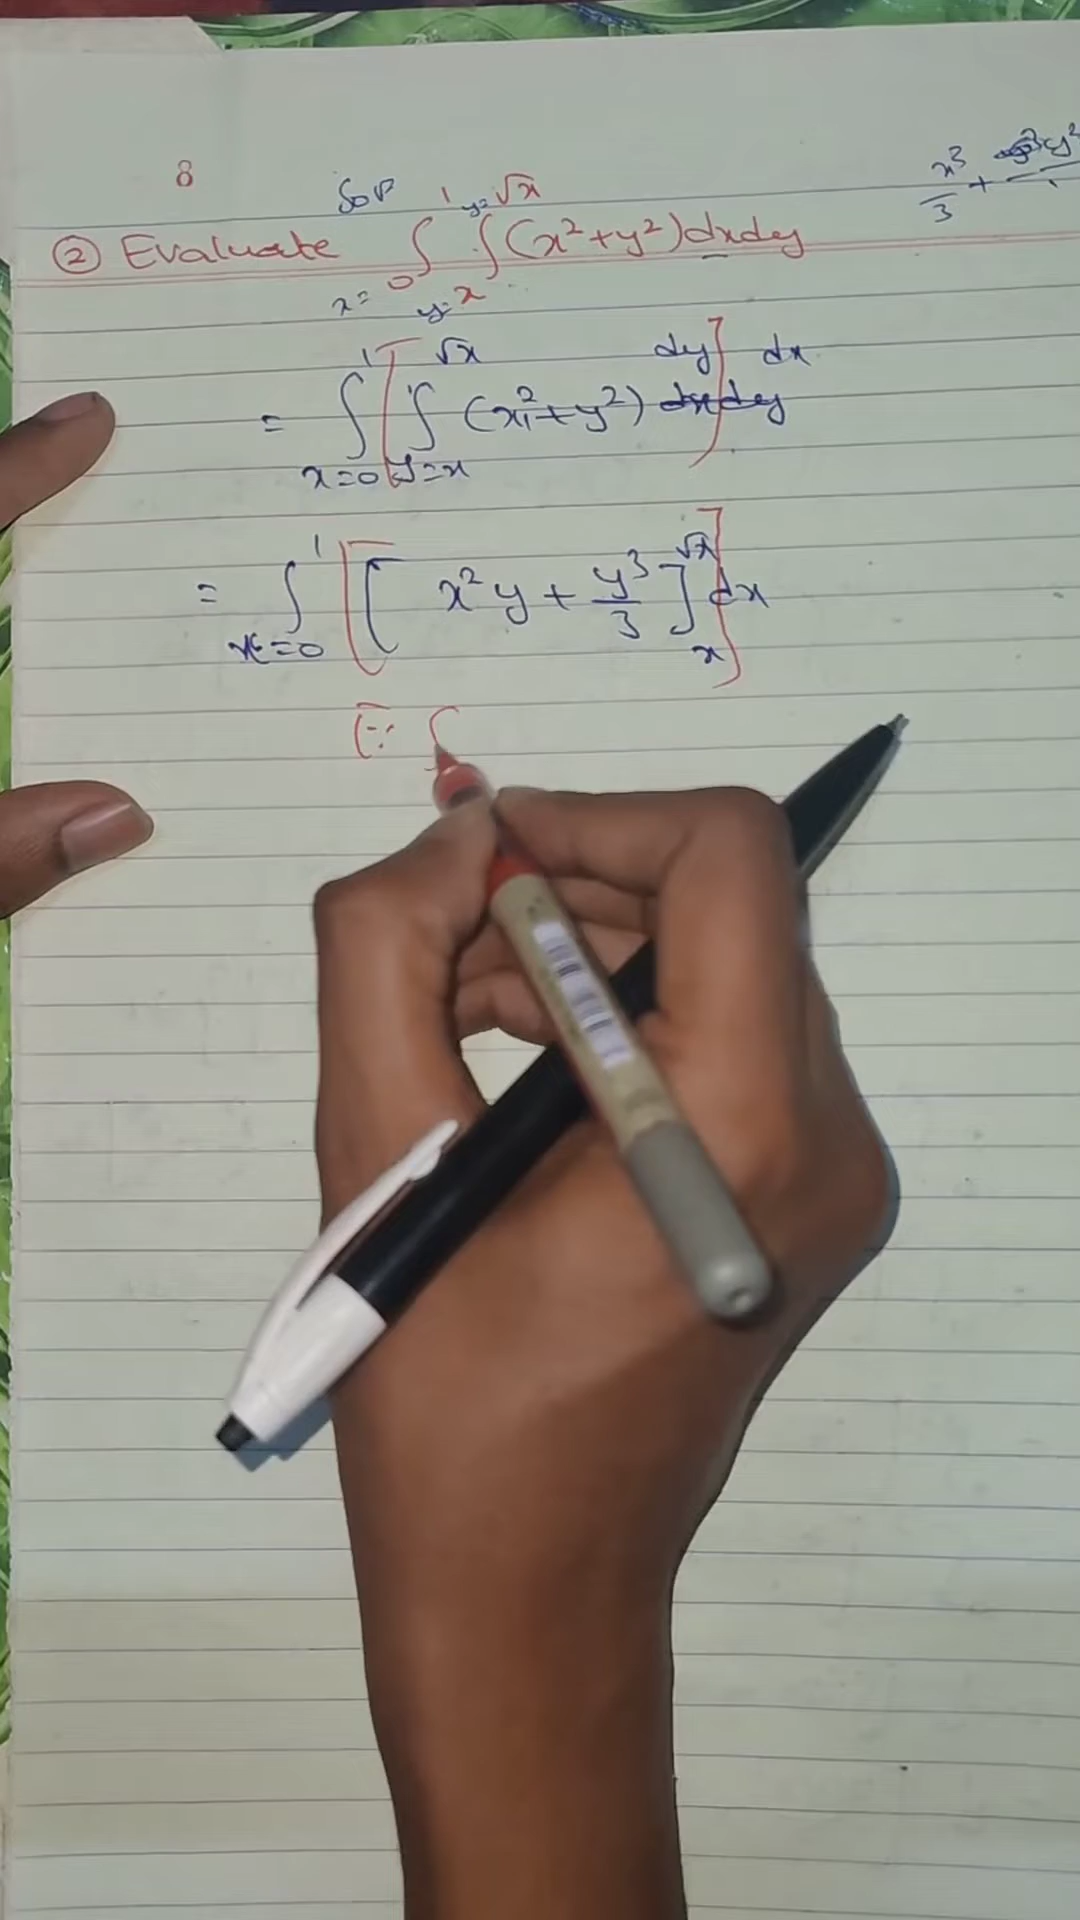 8
Sol
x³/3 + y²
② Evaluate ∫_{x=0}^{1} ∫_{y=x}^{y=√x} (x²+y²) dxdy
= ∫_{x=0}^{1} [ ∫_{y=x}^{√x} (x²+y²) dy ] dx
= ∫_{x=0}^{1} [ [ x²y + y³/3 ]_{x}^{√x} ] dx
[∵ ∫